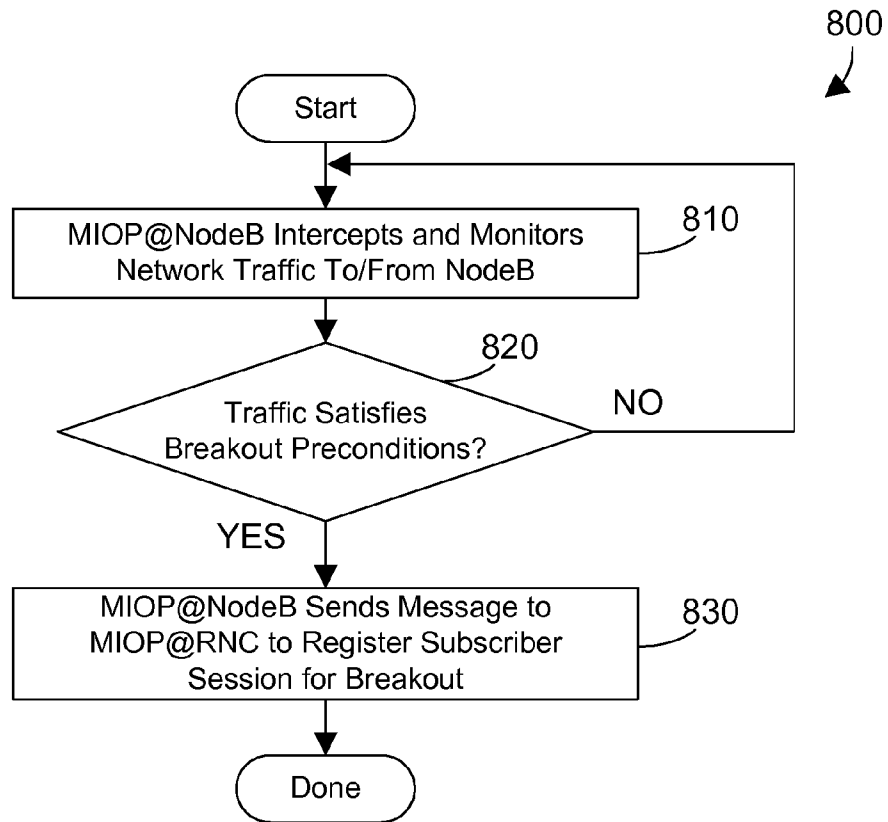 800
Start
MIOP@NodeB Intercepts and Monitors
Network Traffic To/From NodeB
810
820
Traffic Satisfies
Breakout Preconditions?
NO
YES
MIOP@NodeB Sends Message to
MIOP@RNC to Register Subscriber
Session for Breakout
830
Done